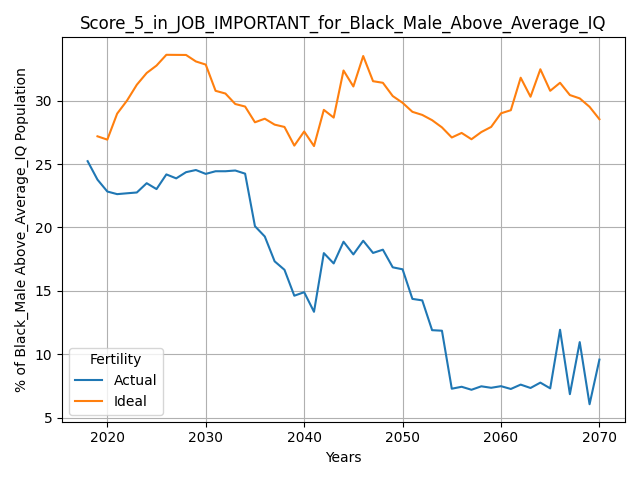 Score_5_in_JOB_IMPORTANT_for_Black_Male_Above_Average_IQ
% of Black_Male Above_Average_IQ Population
30
25
20
15
10
5
Fertility
Actual
Ideal
2020 2030 2040 2050 2060 2070
Years